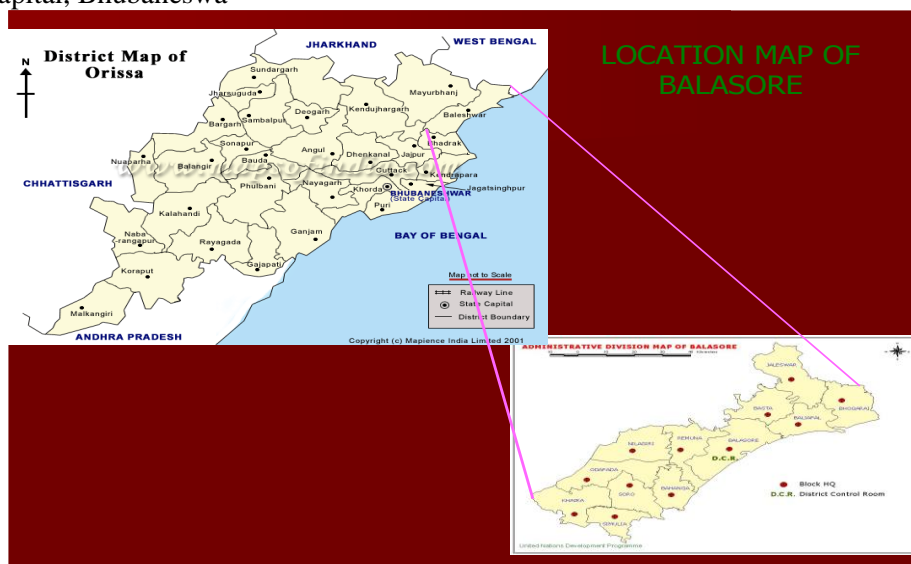 apital, Bhubaneswa
LOCATION MAP OF
BALASORE
District Map of
Orissa
N
JHARKHAND
WEST BENGAL
CHHATTISGARH
ANDHRA PRADESH
BAY OF BENGAL
Sundargarh
Jharsuguda
Sambalpur
Bargarh
Deogarh
Kendujhargarh
Mayurbhanj
Baleshwar
Bhadrak
Sonapur
Bauda
Angul
Dhenkanal
Jajpur
Nuaparha
Balangir
Cuttack
Kendrapara
Phulbani
Nayagarh
Khorda
Jagatsinghpur
BHUBANESHWAR
(State Capital)
Puri
Kalahandi
Ganjam
Naba
-rangapur
Rayagada
Gajapati
Koraput
Malkangiri
Map not to Scale
Railway Line
State Capital
District Boundary
Copyright (c) Mapience India Limited 2001
ADMINISTRATIVE DIVISION MAP OF BALASORE
JALESWAR
BHOGARAI
BASTA
BALIAPAL
NILAGIRI
REMUNA
BALASORE
D.C.R.
SORO
BAHANGA
KHAIRA
SIMULIA
Block HQ
D.C.R. District Control Room
United Nations Development Programme